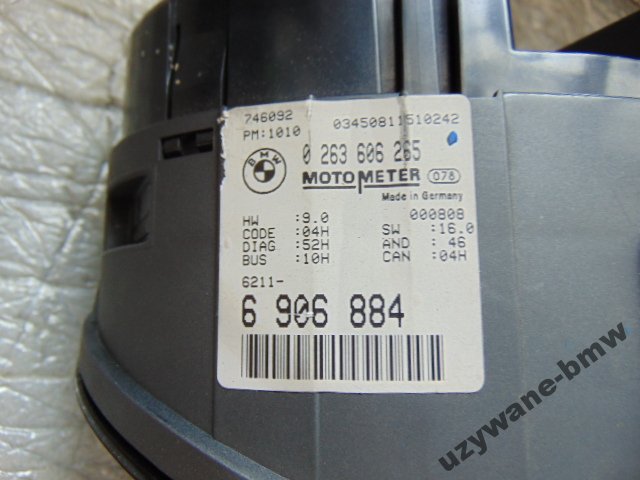 746092 03450811510242
PM:1010
BMW 0 263 606 265
MOTOMETER 078
Made in Germany
HW :9.0 000808
CODE :04H SW :16.0
DIAG :52H AND : 46
BUS :10H CAN :04H
6211-
6 906 884
uzywane-bmw